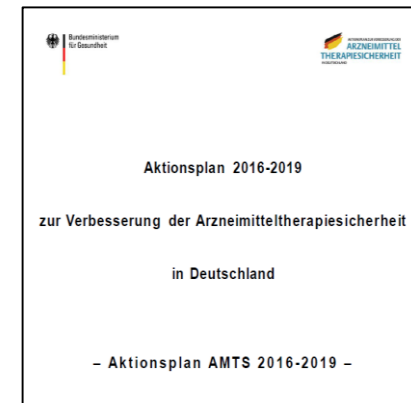 Bundesministerium
für Gesundheit
ARZNEIMITTEL
THERAPIESICHERHEIT
Aktionsplan 2016-2019
zur Verbesserung der Arzneimitteltherapiesicherheit
in Deutschland
– Aktionsplan AMTS 2016-2019 –